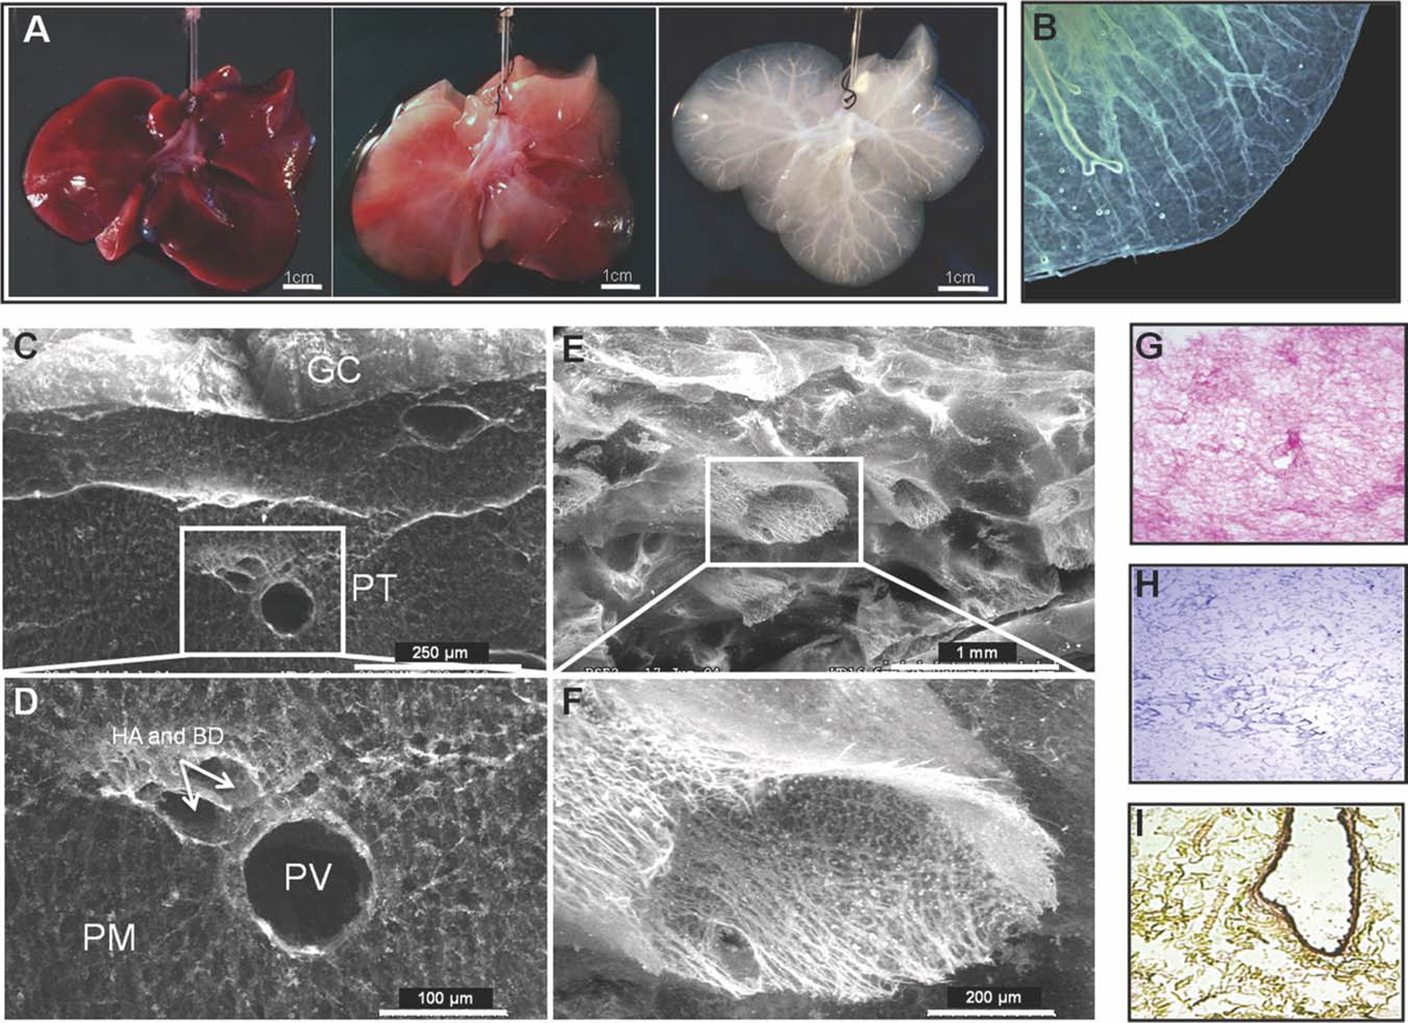 A
1cm
1cm
1cm
B
C
GC
PT
250 µm
E
1 mm
D
HA and BD
PV
PM
100 µm
F
200 µm
G
H
I